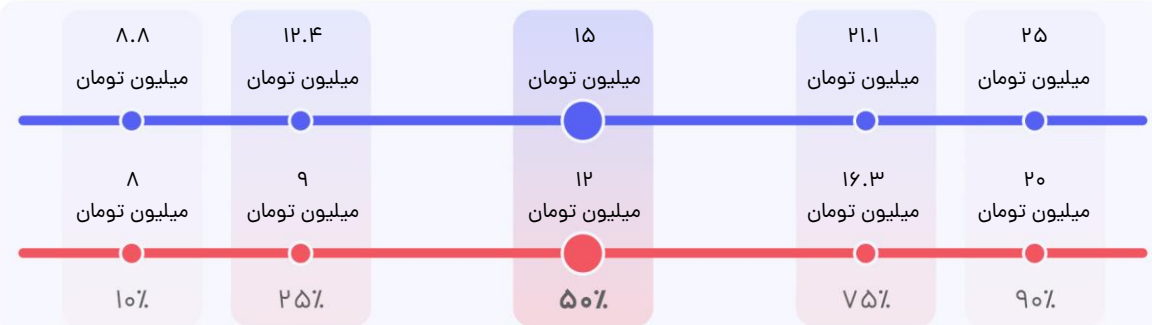 ۸.۸ ۱۲.۴ ۱۵ ۲۱.۱ ۲۵
میلیون تومان میلیون تومان میلیون تومان میلیون تومان میلیون تومان
۸ ۹ ۱۲ ۱۶.۳ ۲۰
میلیون تومان میلیون تومان میلیون تومان میلیون تومان میلیون تومان
۱۰٪ ۲۵٪ ۵۰٪ ۷۵٪ ۹۰٪